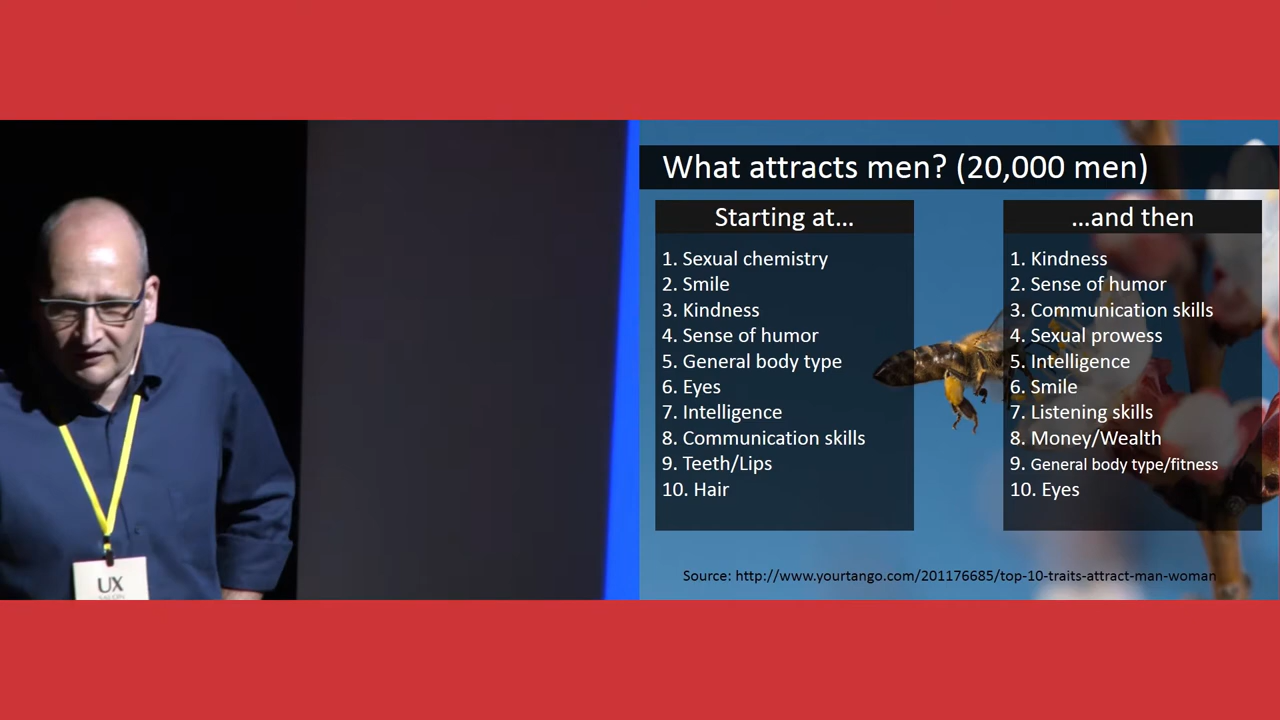 What attracts men? (20,000 men)
Starting at...
1. Sexual chemistry
2. Smile
3. Kindness
4. Sense of humor
5. General body type
6. Eyes
7. Intelligence
8. Communication skills
9. Teeth/Lips
10. Hair
...and then
1. Kindness
2. Sense of humor
3. Communication skills
4. Sexual prowess
5. Intelligence
6. Smile
7. Listening skills
8. Money/Wealth
9. General body type/fitness
10. Eyes
Source: http://www.yourtango.com/201176685/top-10-traits-attract-man-woman
UX